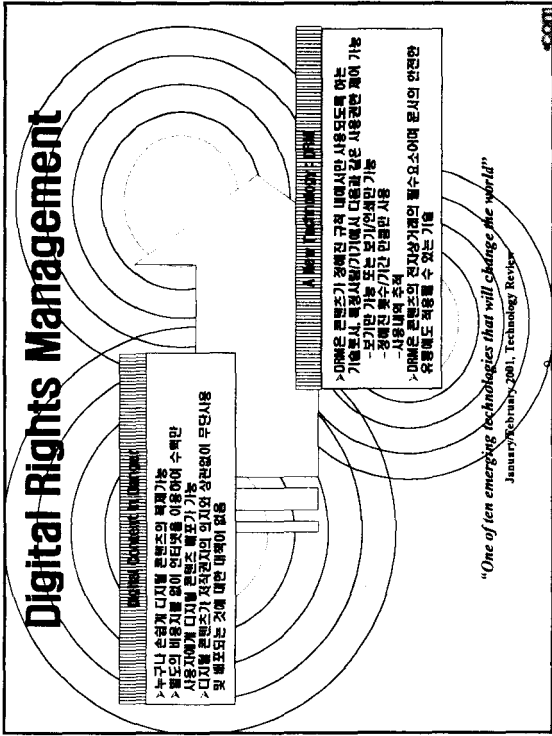 Digital Rights Management
Digital Content in Danger
➢누구나 손쉽게 디지털 콘텐츠의 복제가능
➢별도의 비용지불 없이 인터넷을 이용하여 수백만
사용자에게 디지털 콘텐츠 배포가 가능
➢디지털 콘텐츠가 저작권자의 의지와 상관없이 무단사용
및 배포되는 것에 대한 대책이 없음
A New Technology : DRM
➢DRM은 콘텐츠가 정해진 규칙 내에서만 사용되도록 하는
기술로서, 특정사람/기기에서 다음과 같은 사용권한 제어 가능
-보기만 가능 또는 보기/인쇄만 가능
-정해진 횟수/기간 만큼만 사용
-사용내역 추적
➢DRM은 콘텐츠의 전자상거래의 필수요소이며 문서의 안전한
유통에도 적용될 수 있는 기술
"One of ten emerging technologies that will change the world"
January/February 2001, Technology Review
.com